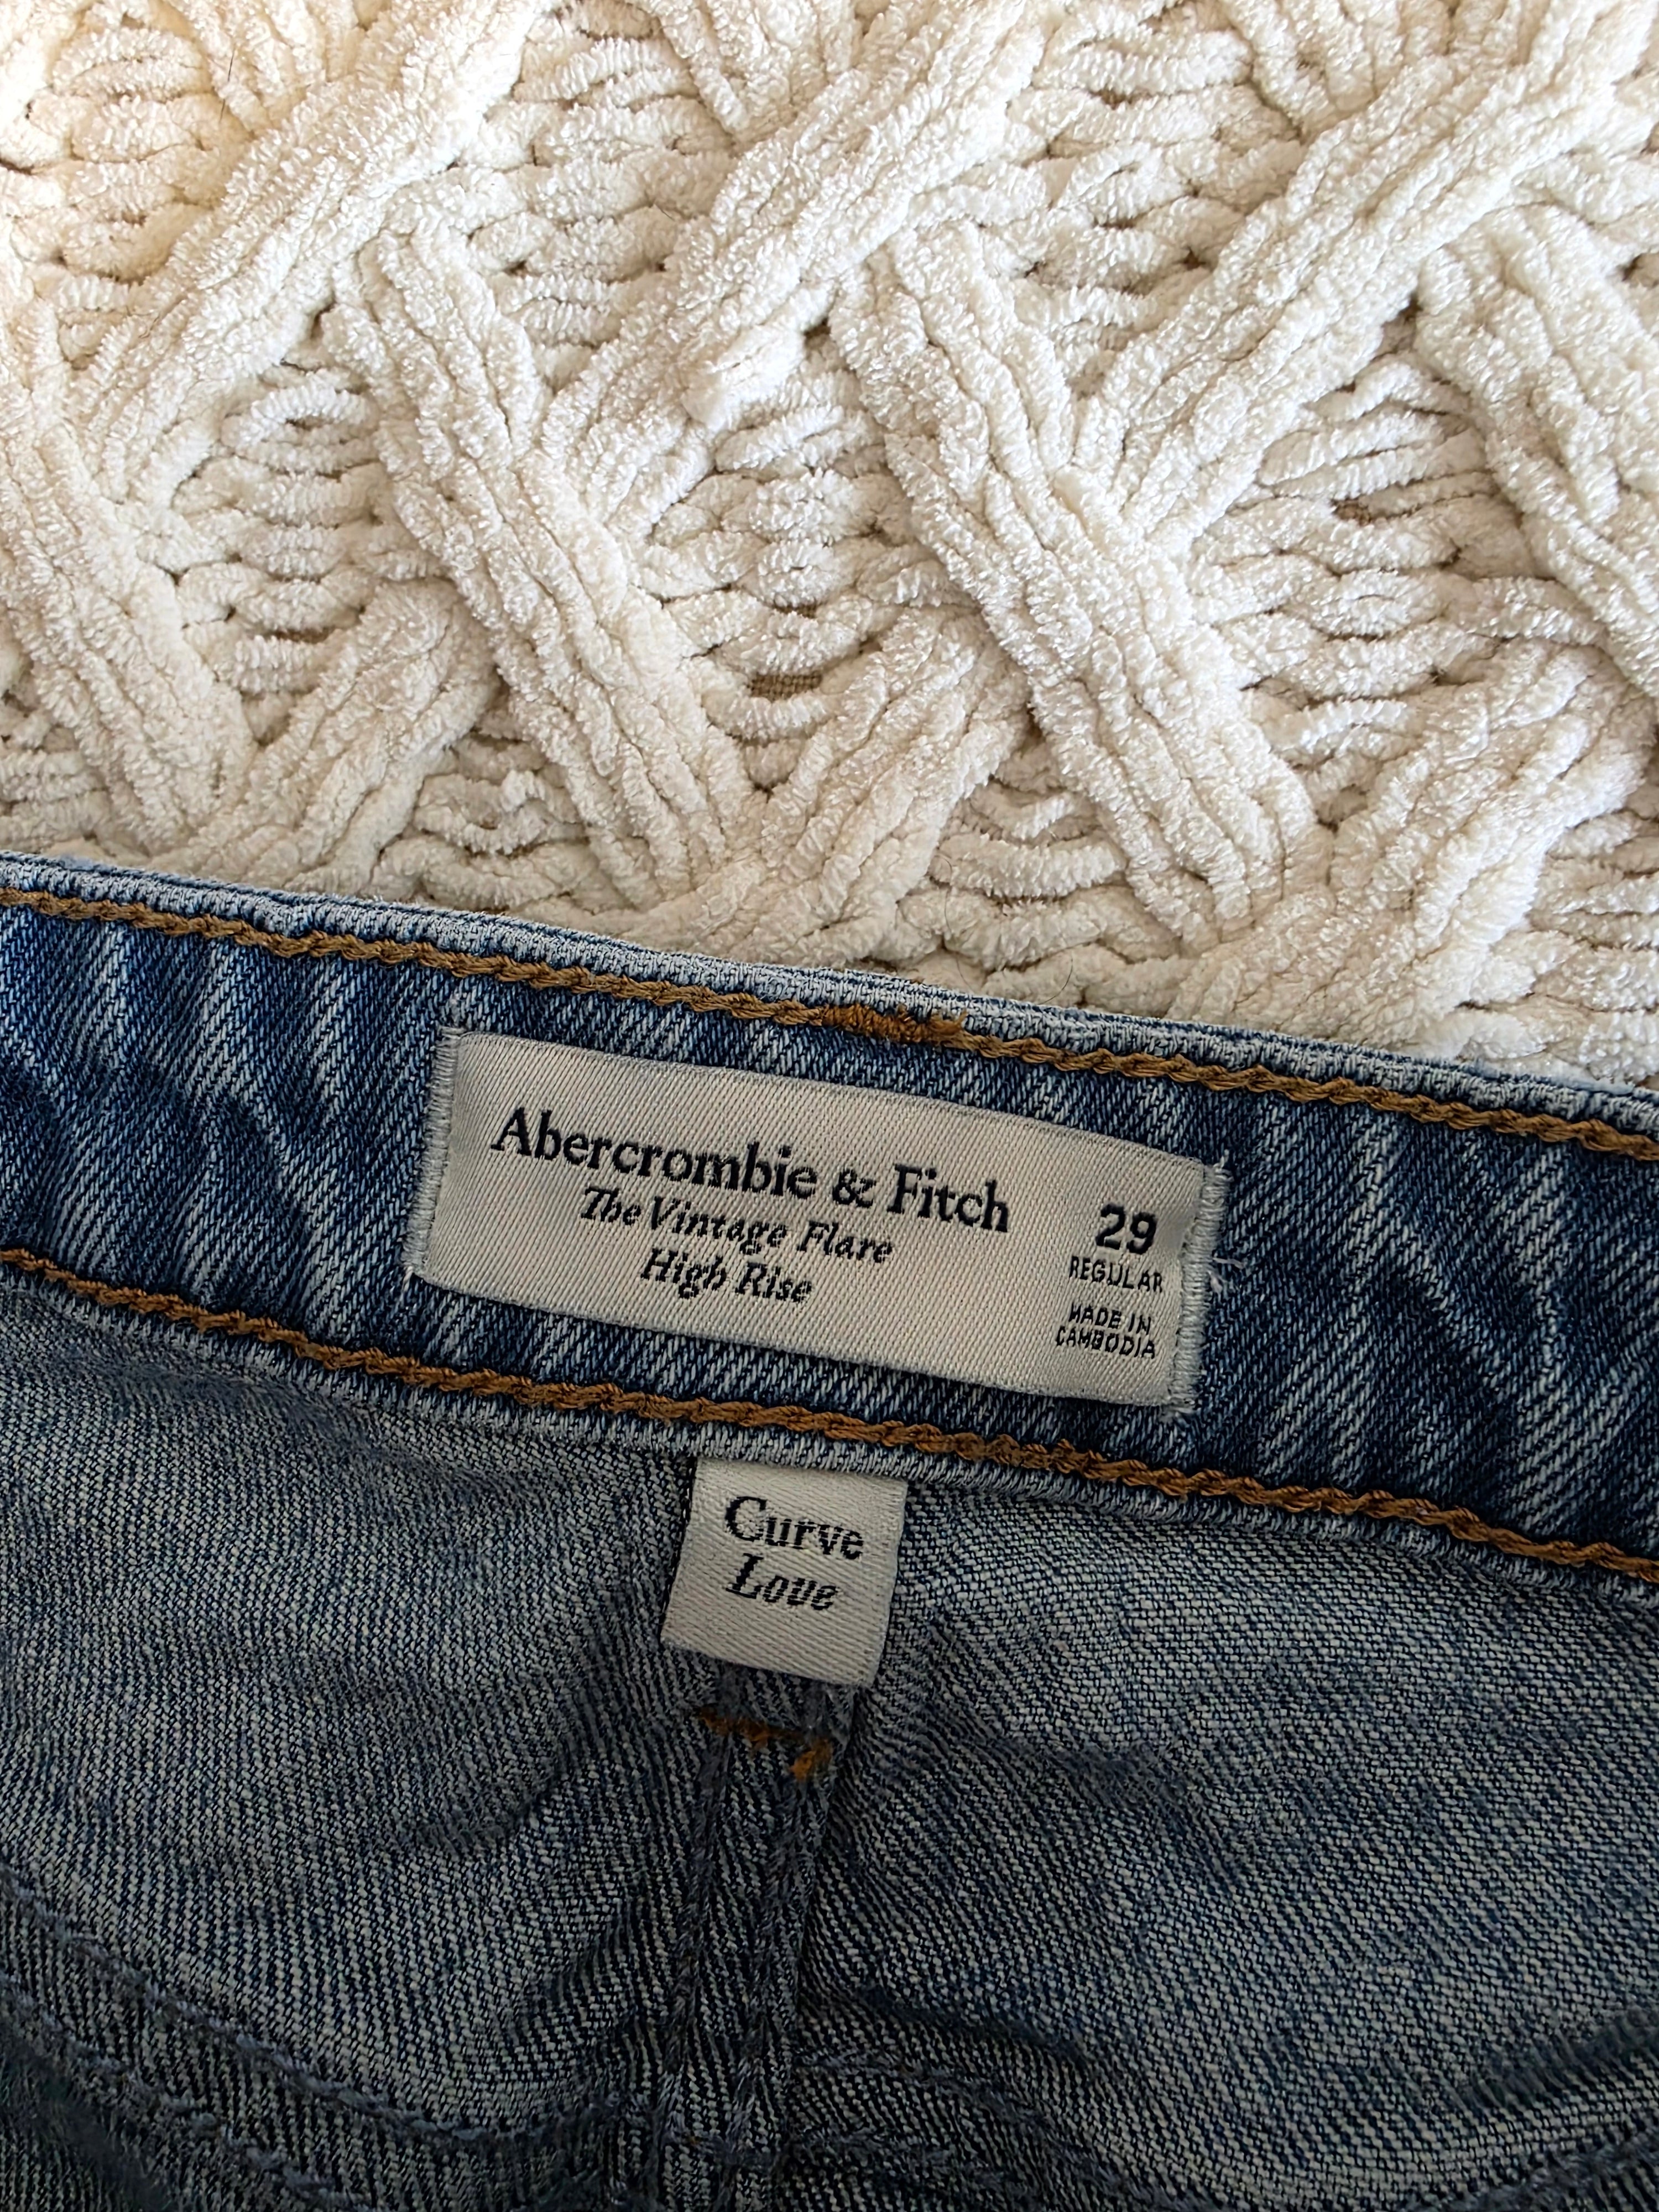 Abercrombie & Fitch
The Vintage Flare
High Rise
29
REGULAR
MADE IN
CAMBODIA
Curve
Love